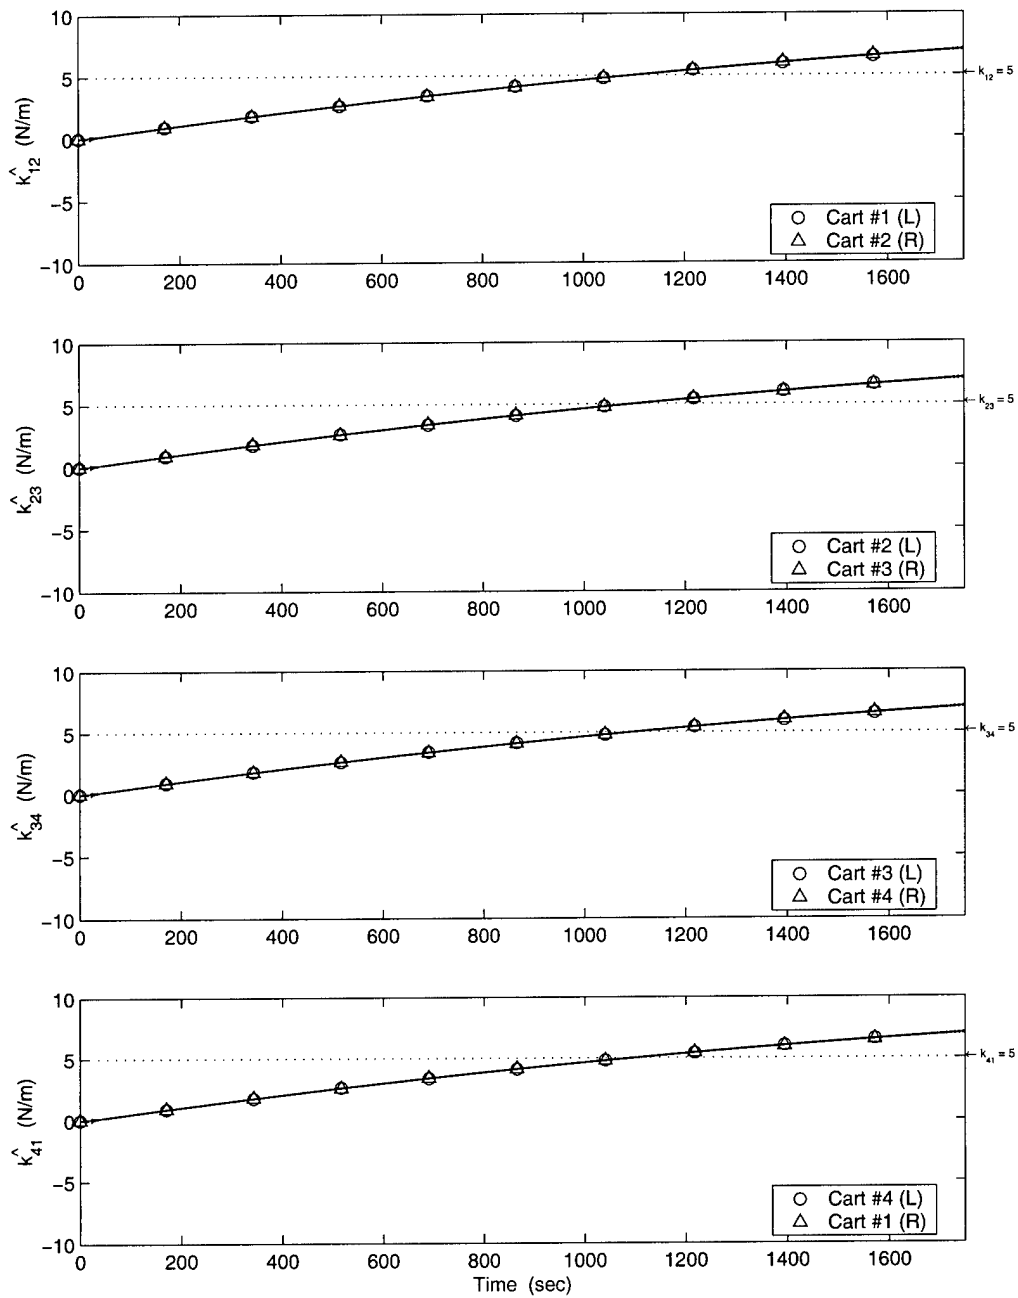 10
5
0
−5
−10
k̂12 (N/m)
k12 = 5
Cart #1 (L)
Cart #2 (R)
0 200 400 600 800 1000 1200 1400 1600
10
5
0
−5
−10
k̂23 (N/m)
k23 = 5
Cart #2 (L)
Cart #3 (R)
0 200 400 600 800 1000 1200 1400 1600
10
5
0
−5
−10
k̂34 (N/m)
k34 = 5
Cart #3 (L)
Cart #4 (R)
0 200 400 600 800 1000 1200 1400 1600
10
5
0
−5
−10
k̂41 (N/m)
k41 = 5
Cart #4 (L)
Cart #1 (R)
0 200 400 600 800 1000 1200 1400 1600
Time (sec)